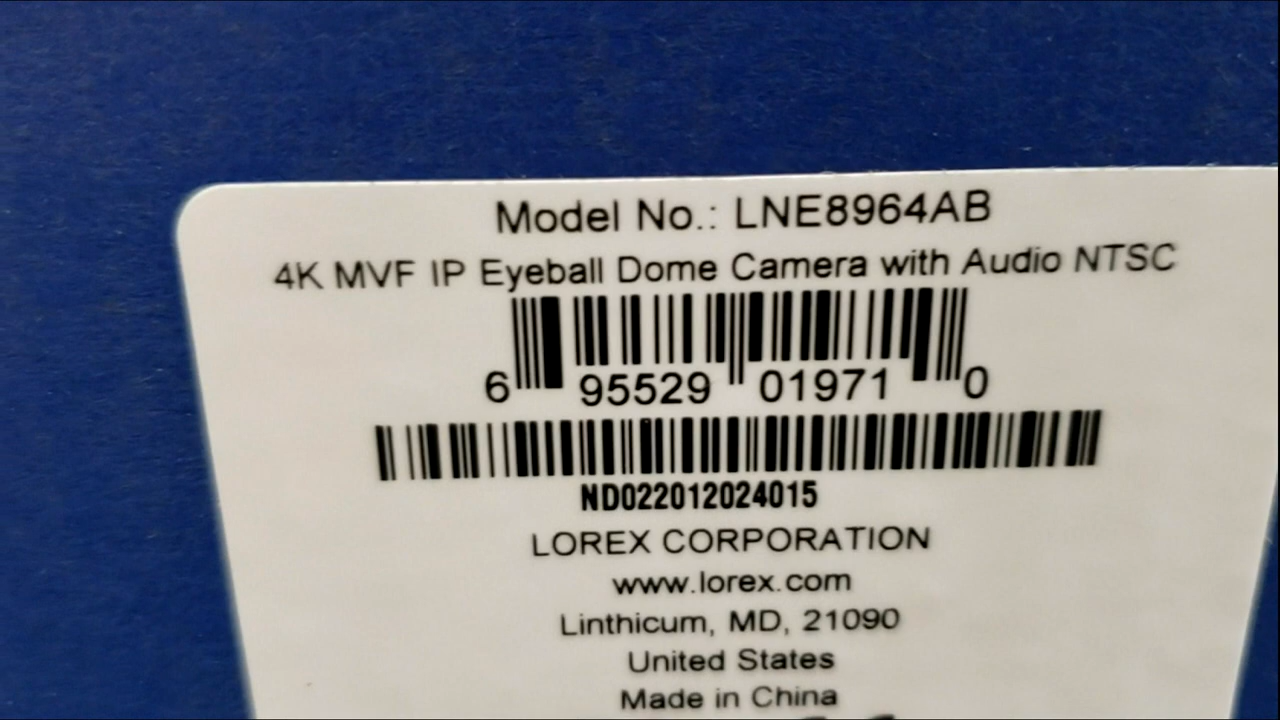 Model No.: LNE8964AB
4K MVF IP Eyeball Dome Camera with Audio NTSC
6 95529 01971 0
ND022012024015
LOREX CORPORATION
www.lorex.com
Linthicum, MD, 21090
United States
Made in China